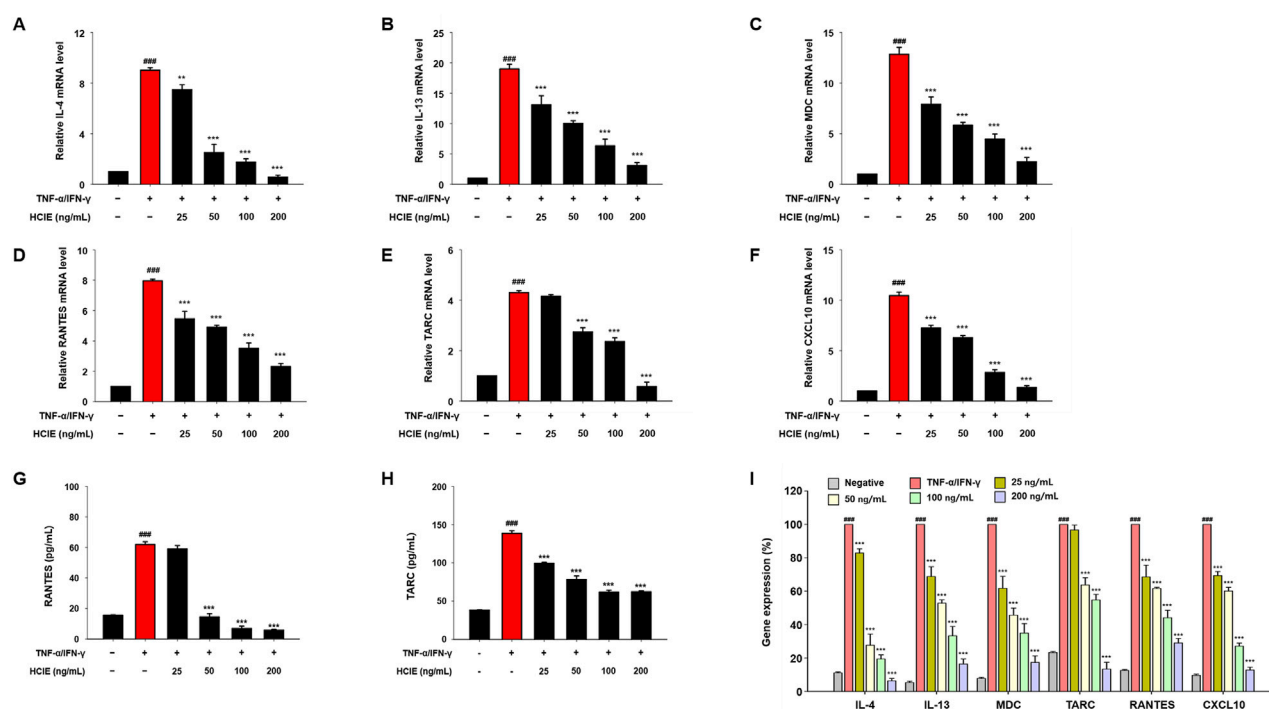 A
Relative IL-4 mRNA level
12
9
6
3
0
###
**
***
***
***
TNF-α/IFN-γ − + + + + +
HCIE (ng/mL) − − 25 50 100 200
B
Relative IL-13 mRNA level
25
20
15
10
5
0
###
***
***
***
***
TNF-α/IFN-γ − + + + + +
HCIE (ng/mL) − − 25 50 100 200
C
Relative MDC mRNA level
15
10
5
0
###
***
***
***
***
TNF-α/IFN-γ − + + + + +
HCIE (ng/mL) − − 25 50 100 200
D
Relative RANTES mRNA level
10
8
6
4
2
0
###
***
***
***
***
TNF-α/IFN-γ − + + + + +
HCIE (ng/mL) − − 25 50 100 200
E
Relative TARC mRNA level
6
4
2
0
###
***
***
***
TNF-α/IFN-γ − + + + + +
HCIE (ng/mL) − − 25 50 100 200
F
Relative CXCL10 mRNA level
15
10
5
0
###
***
***
***
***
TNF-α/IFN-γ − + + + + +
HCIE (ng/mL) − − 25 50 100 200
G
RANTES
(pg/mL)
100
80
60
40
20
0
###
***
***
***
TNF-α/IFN-γ − + + + + +
HCIE (ng/mL) − − 25 50 100 200
H
TARC
(pg/mL)
200
150
100
50
0
###
***
***
***
***
TNF-α/IFN-γ - + + + + +
HCIE (ng/mL) - - 25 50 100 200
I
Negative TNF-α/IFN-γ 25 ng/mL
50 ng/mL 100 ng/mL 200 ng/mL
Gene expression (%)
120
100
80
60
40
20
0
### ### ### ### ### ###
*** *** *** ***
*** *** *** ***
*** *** *** ***
*** *** ***
*** *** *** ***
*** *** *** ***
IL-4 IL-13 MDC TARC RANTES CXCL10